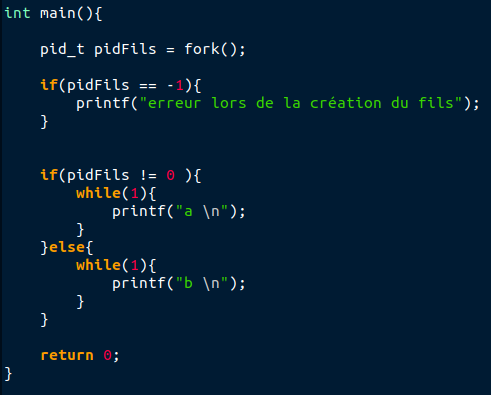 int main(){
    pid_t pidFils = fork();
    if(pidFils == -1){
        printf("erreur lors de la création du fils");
    }
    if(pidFils != 0 ){
        while(1){
            printf("a \n");
        }
    }else{
        while(1){
            printf("b \n");
        }
    }
    return 0;
}